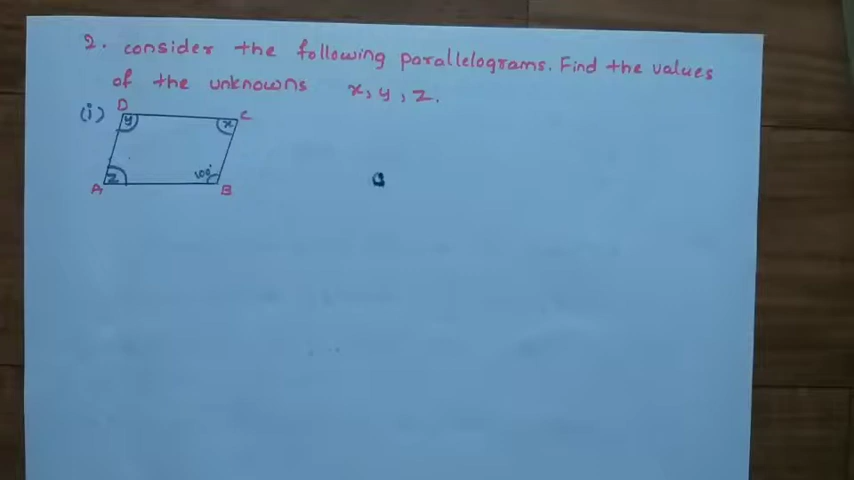 2. consider the following parallelograms. Find the values
of the unknowns x, y, z.
(i) D C
y x
z 100°
A B